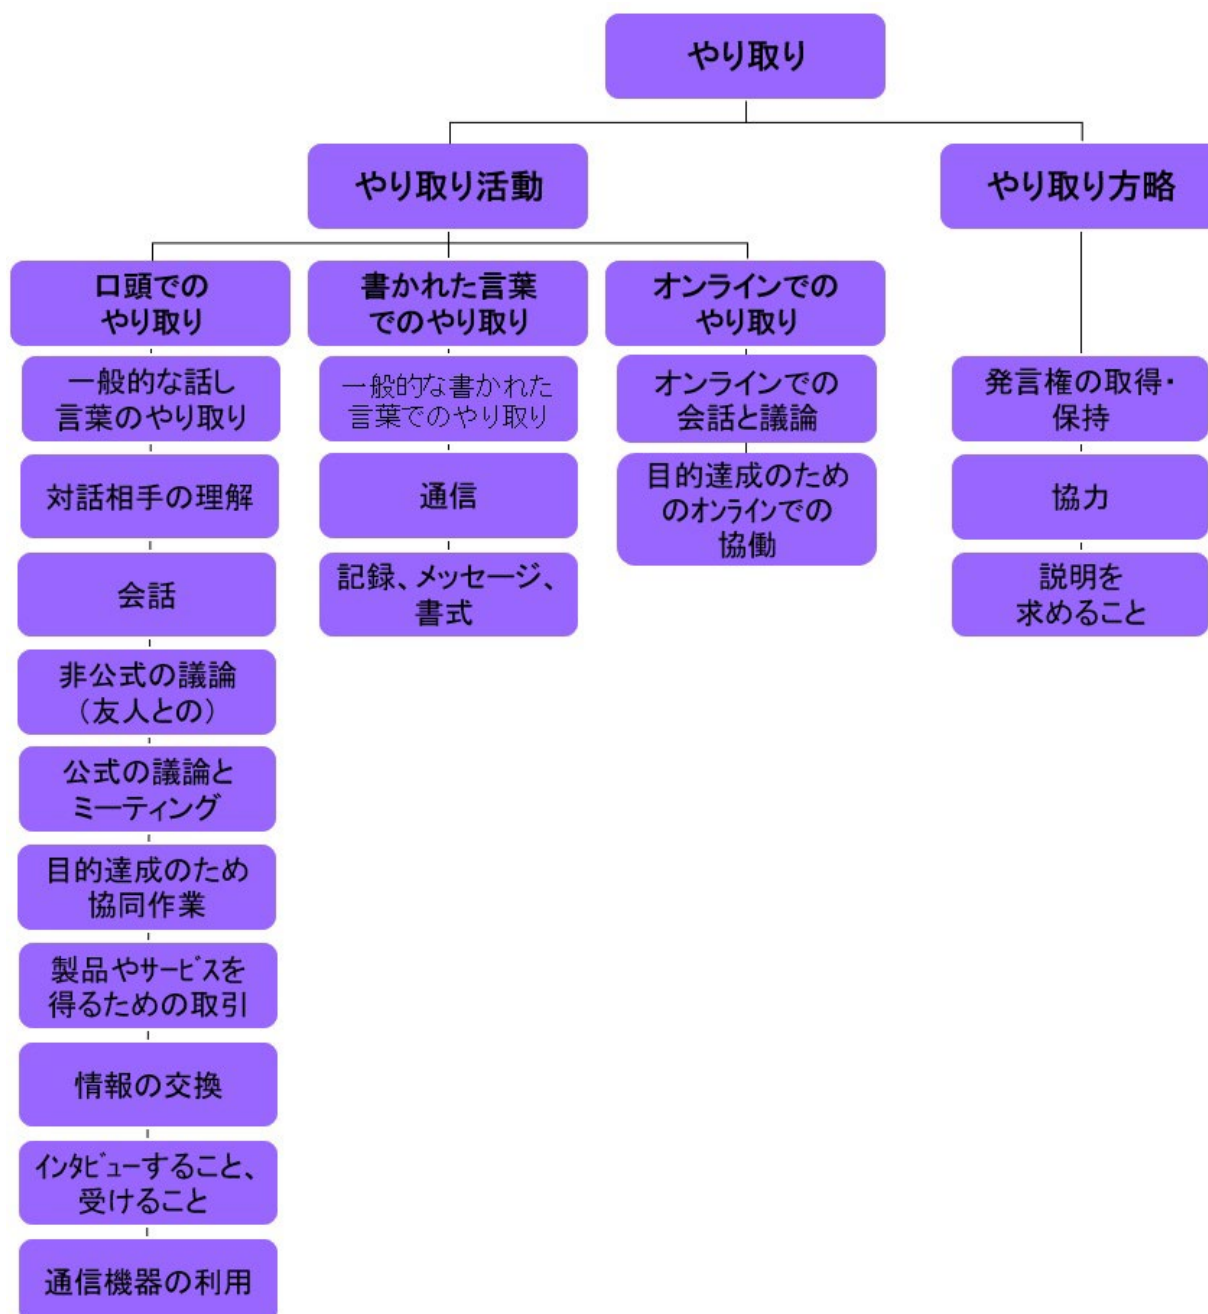 やり取り
やり取り活動
やり取り方略
口頭での
やり取り
書かれた言葉
でのやり取り
オンラインでの
やり取り
一般的な話し
言葉のやり取り
対話相手の理解
会話
非公式の議論
（友人との）
公式の議論と
ミーティング
目的達成のため
協同作業
製品やサービスを
得るための取引
情報の交換
インタビューすること、
受けること
通信機器の利用
一般的な書かれた
言葉でのやり取り
通信
記録、メッセージ、
書式
オンラインでの
会話と議論
目的達成のため
のオンラインでの
協働
発言権の取得・
保持
協力
説明を
求めること